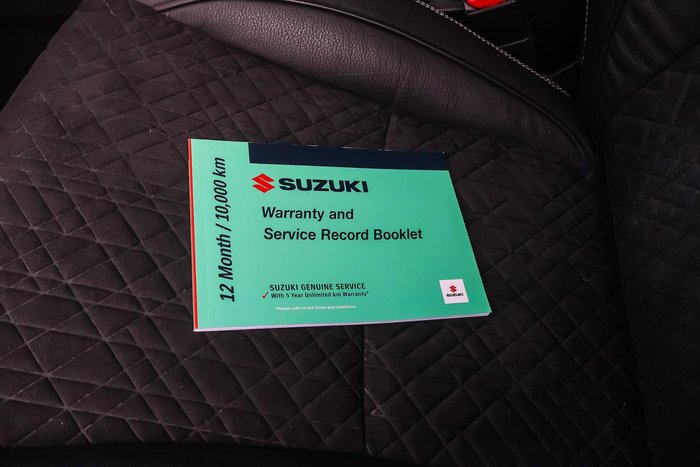 12 Month / 10,000 km
SUZUKI
Warranty and
Service Record Booklet
SUZUKI GENUINE SERVICE
✓ With 5 Year Unlimited km Warranty*
*Please refer to the Terms and Conditions
SUZUKI